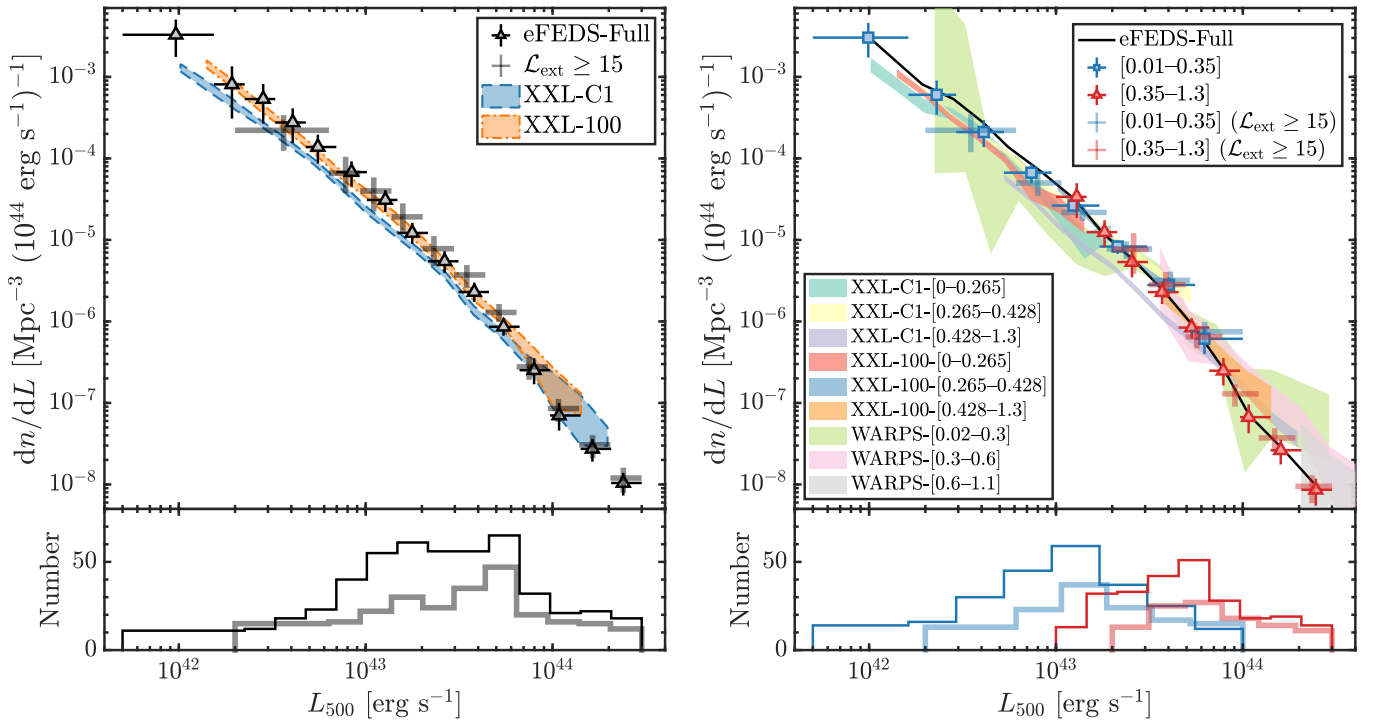 dn/dL [Mpc⁻³ (10⁴⁴ erg s⁻¹)⁻¹]
10⁻³
10⁻⁴
10⁻⁵
10⁻⁶
10⁻⁷
10⁻⁸
eFEDS-Full
ℒext ≥ 15
XXL-C1
XXL-100
Number
50
0
10⁴²
10⁴³
10⁴⁴
L₅₀₀ [erg s⁻¹]
dn/dL [Mpc⁻³ (10⁴⁴ erg s⁻¹)⁻¹]
10⁻³
10⁻⁴
10⁻⁵
10⁻⁶
10⁻⁷
10⁻⁸
eFEDS-Full
[0.01–0.35]
[0.35–1.3]
[0.01–0.35] (ℒext ≥ 15)
[0.35–1.3] (ℒext ≥ 15)
XXL-C1-[0–0.265]
XXL-C1-[0.265–0.428]
XXL-C1-[0.428–1.3]
XXL-100-[0–0.265]
XXL-100-[0.265–0.428]
XXL-100-[0.428–1.3]
WARPS-[0.02–0.3]
WARPS-[0.3–0.6]
WARPS-[0.6–1.1]
Number
50
0
10⁴²
10⁴³
10⁴⁴
L₅₀₀ [erg s⁻¹]